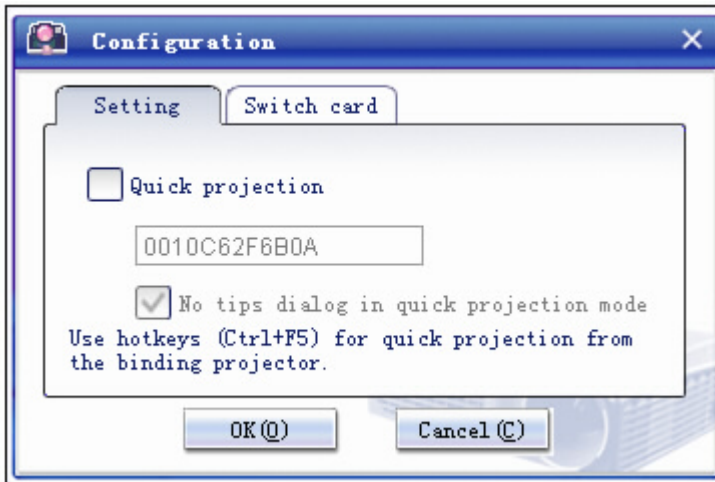 Configuration
Setting
Switch card
Quick projection
0010C62F6B0A
No tips dialog in quick projection mode
Use hotkeys (Ctrl+F5) for quick projection from
the binding projector.
OK(O)
Cancel(C)